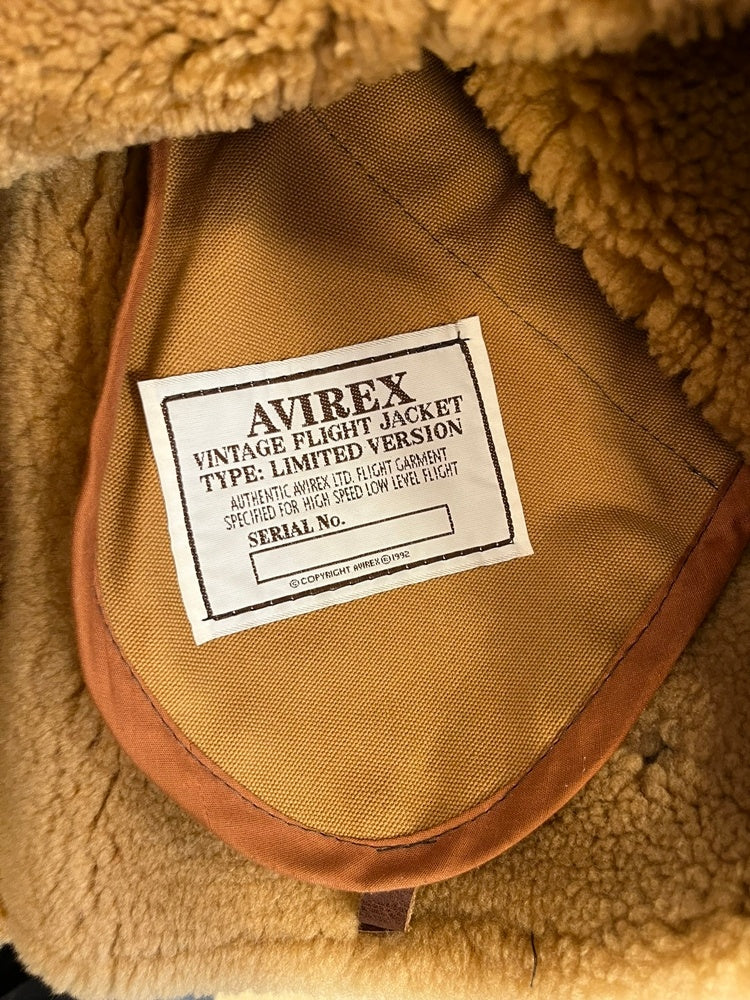 AVIREX
VINTAGE FLIGHT JACKET
TYPE: LIMITED VERSION
AUTHENTIC AVIREX LTD. FLIGHT GARMENT
SPECIFIED FOR HIGH SPEED LOW LEVEL FLIGHT
SERIAL No.
©COPYRIGHT AVIREX®1992